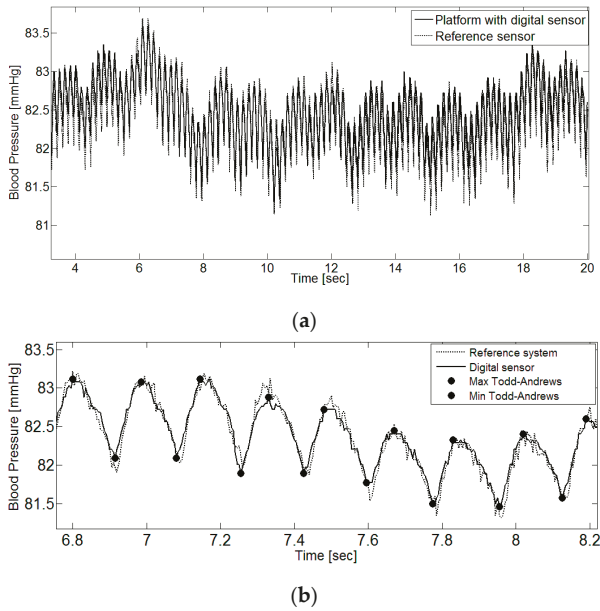 83.5
83
82.5
82
81.5
81
Blood Pressure [mmHg]
Platform with digital sensor
Reference sensor
4 6 8 10 12 14 16 18 20
Time [sec]
(a)
83.5
83
82.5
82
81.5
Blood Pressure [mmHg]
Reference system
Digital sensor
Max Todd-Andrews
Min Todd-Andrews
6.8 7 7.2 7.4 7.6 7.8 8 8.2
Time [sec]
(b)